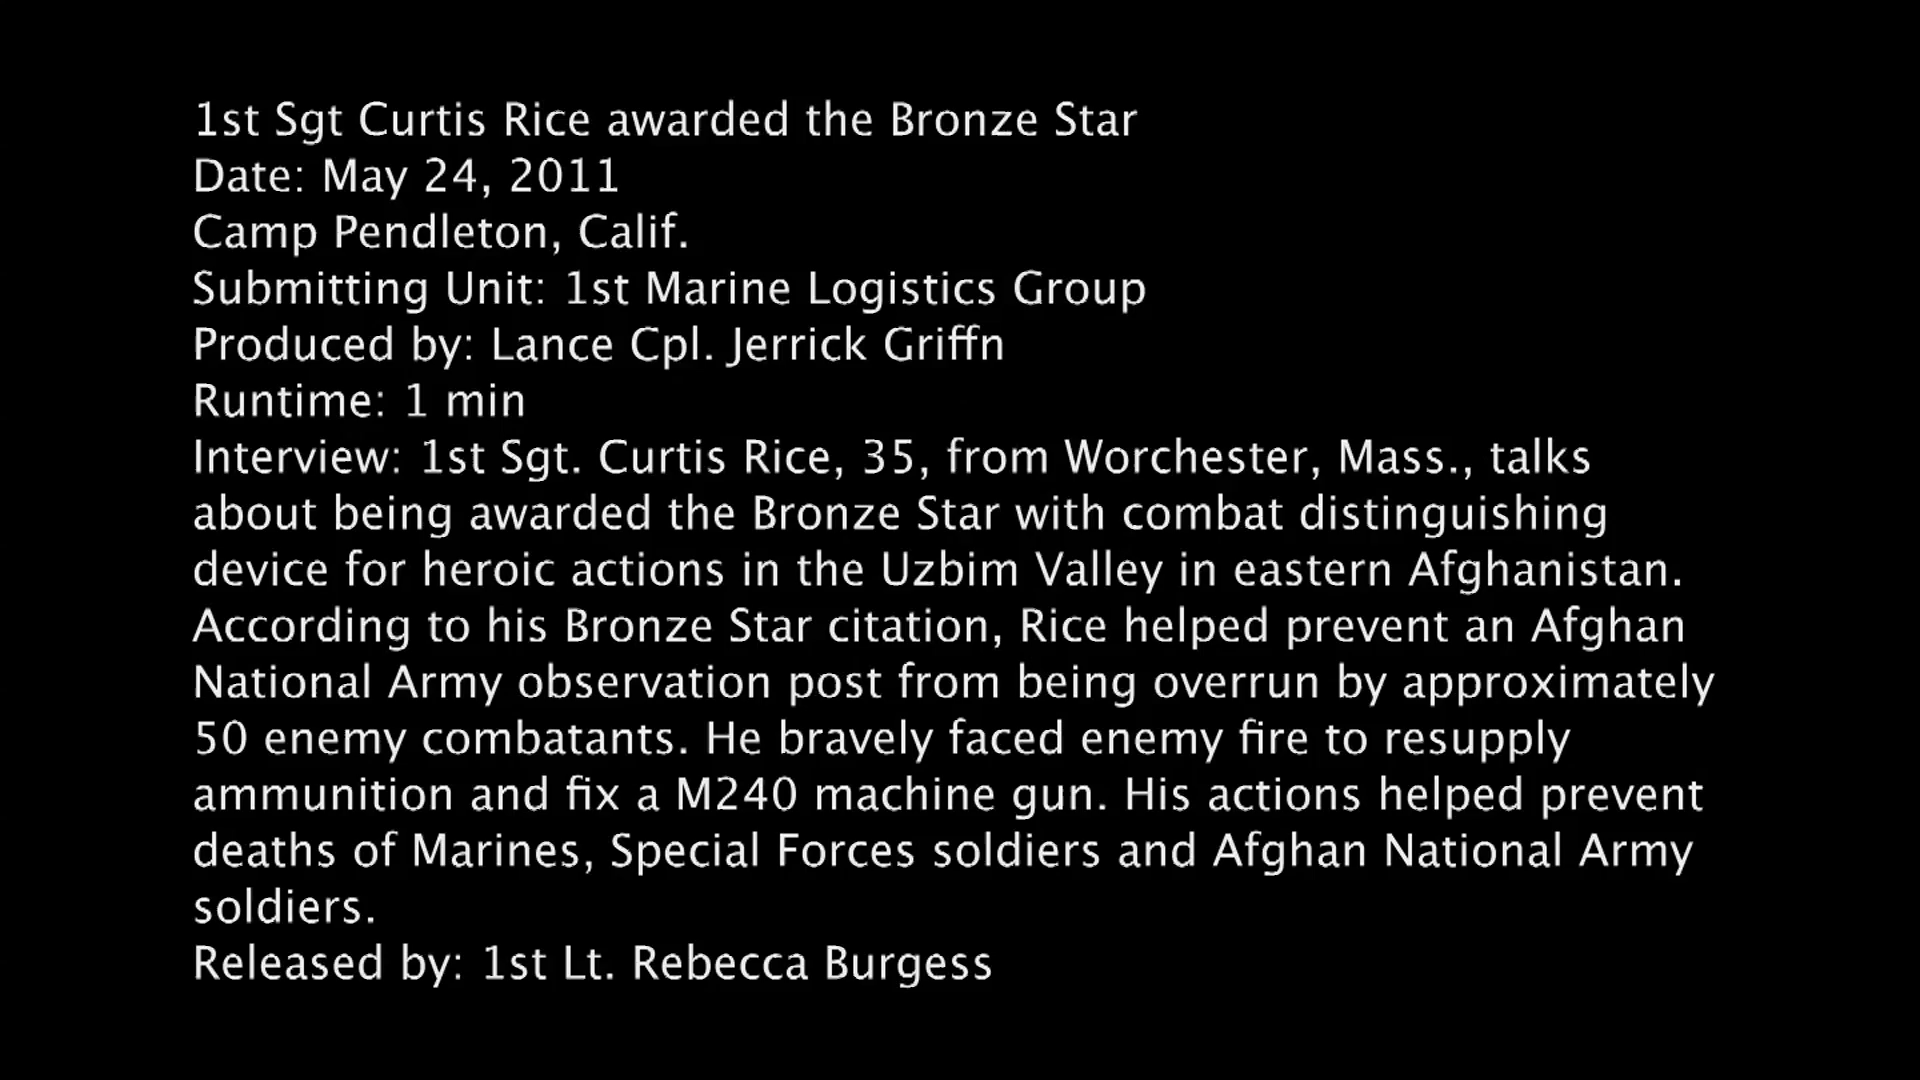 1st Sgt Curtis Rice awarded the Bronze Star
Date: May 24, 2011
Camp Pendleton, Calif.
Submitting Unit: 1st Marine Logistics Group
Produced by: Lance Cpl. Jerrick Griffn
Runtime: 1 min
Interview: 1st Sgt. Curtis Rice, 35, from Worchester, Mass., talks
about being awarded the Bronze Star with combat distinguishing
device for heroic actions in the Uzbim Valley in eastern Afghanistan.
According to his Bronze Star citation, Rice helped prevent an Afghan
National Army observation post from being overrun by approximately
50 enemy combatants. He bravely faced enemy fire to resupply
ammunition and fix a M240 machine gun. His actions helped prevent
deaths of Marines, Special Forces soldiers and Afghan National Army
soldiers.
Released by: 1st Lt. Rebecca Burgess